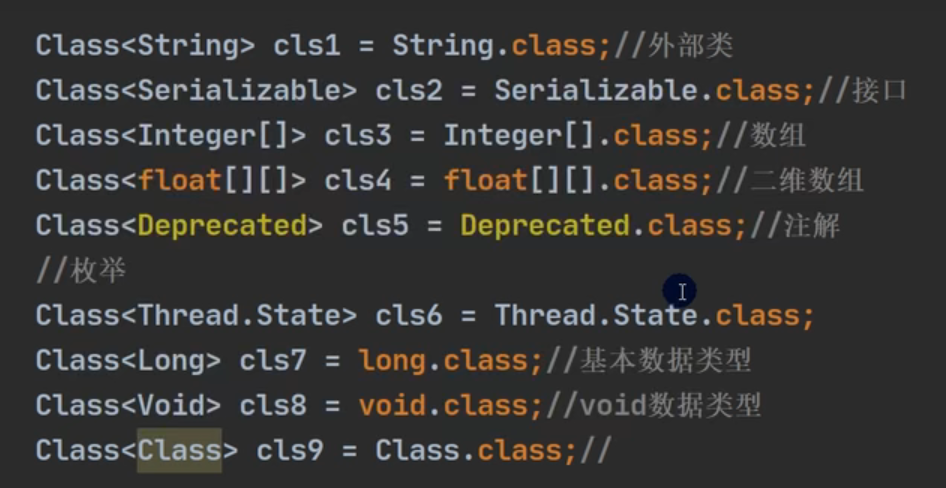 Class<String> cls1 = String.class;//外部类
Class<Serializable> cls2 = Serializable.class;//接口
Class<Integer[]> cls3 = Integer[].class;//数组
Class<float[][]> cls4 = float[][].class;//二维数组
Class<Deprecated> cls5 = Deprecated.class;//注解
//枚举
Class<Thread.State> cls6 = Thread.State.class;
Class<Long> cls7 = long.class;//基本数据类型
Class<Void> cls8 = void.class;//void数据类型
Class<Class> cls9 = Class.class;//